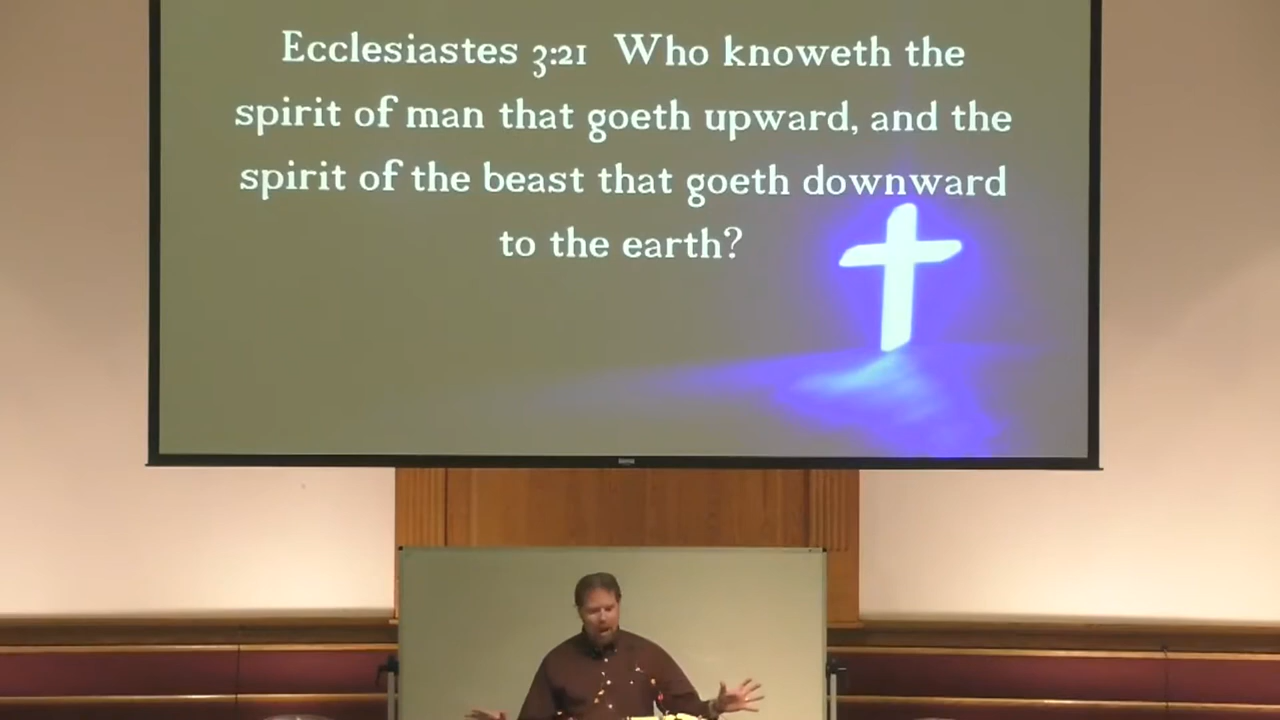 Ecclesiastes 3:21 Who knoweth the
spirit of man that goeth upward, and the
spirit of the beast that goeth downward
to the earth?